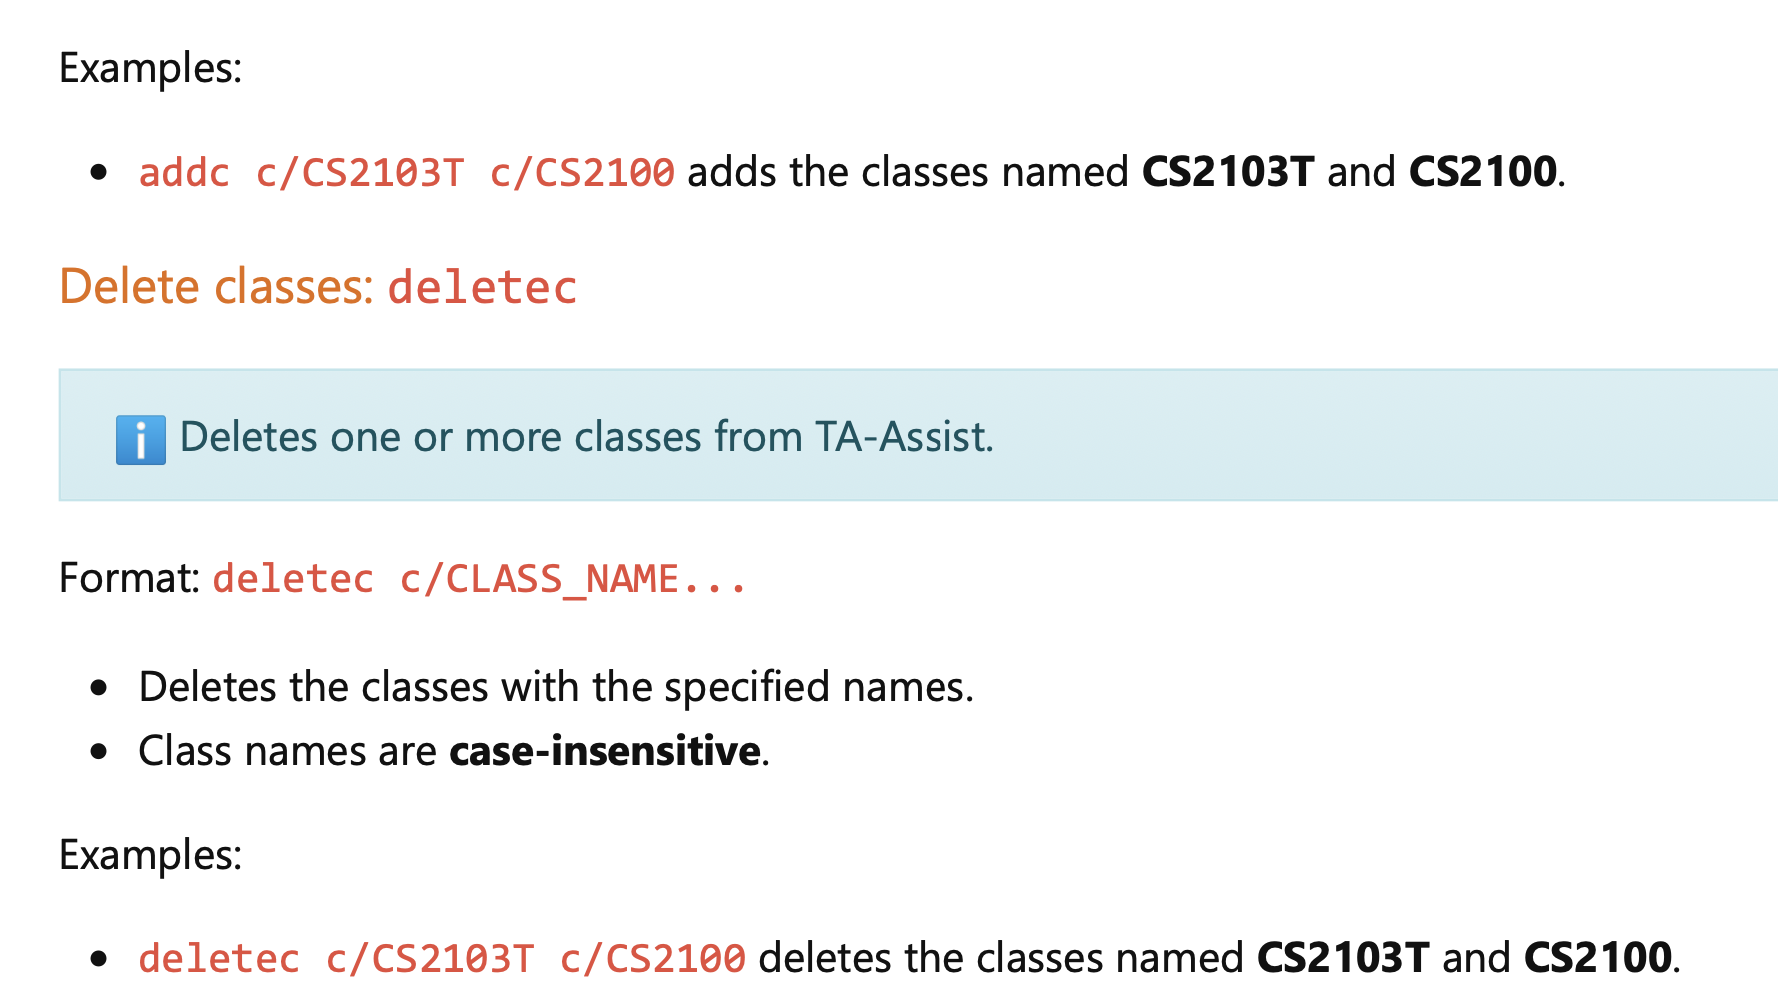 Examples:
• addc c/CS2103T c/CS2100 adds the classes named CS2103T and CS2100.
Delete classes: deletec
ℹ️ Deletes one or more classes from TA-Assist.
Format: deletec c/CLASS_NAME...
• Deletes the classes with the specified names.
• Class names are case-insensitive.
Examples:
• deletec c/CS2103T c/CS2100 deletes the classes named CS2103T and CS2100.